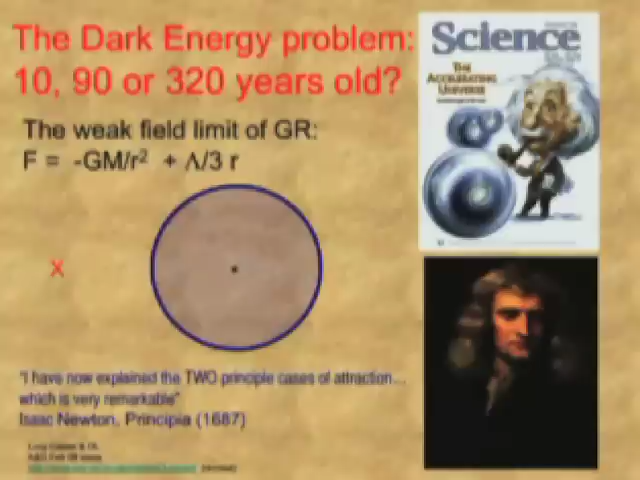 The Dark Energy problem:
10, 90 or 320 years old?
The weak field limit of GR:
F = -GM/r² + Λ/3 r
x
"I have now explained the TWO principle cases of attraction...
which is very remarkable"
Isaac Newton, Principia (1687)
Science
THE
ACCELERATING
UNIVERSE